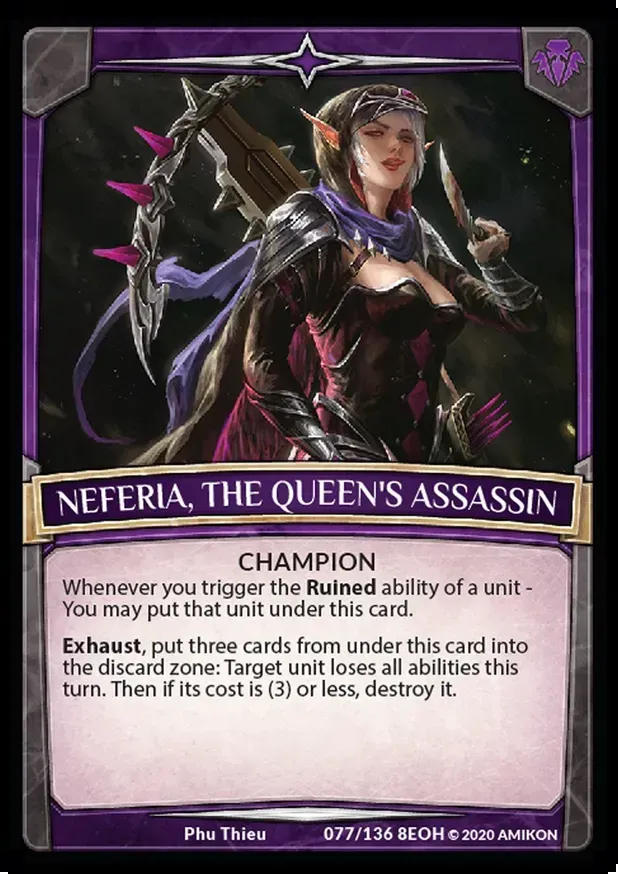 NEFERIA, THE QUEEN'S ASSASSIN
CHAMPION
Whenever you trigger the Ruined ability of a unit -
You may put that unit under this card.
Exhaust, put three cards from under this card into
the discard zone: Target unit loses all abilities this
turn. Then if its cost is (3) or less, destroy it.
Phu Thieu 077/136 8EOH © 2020 AMIKON